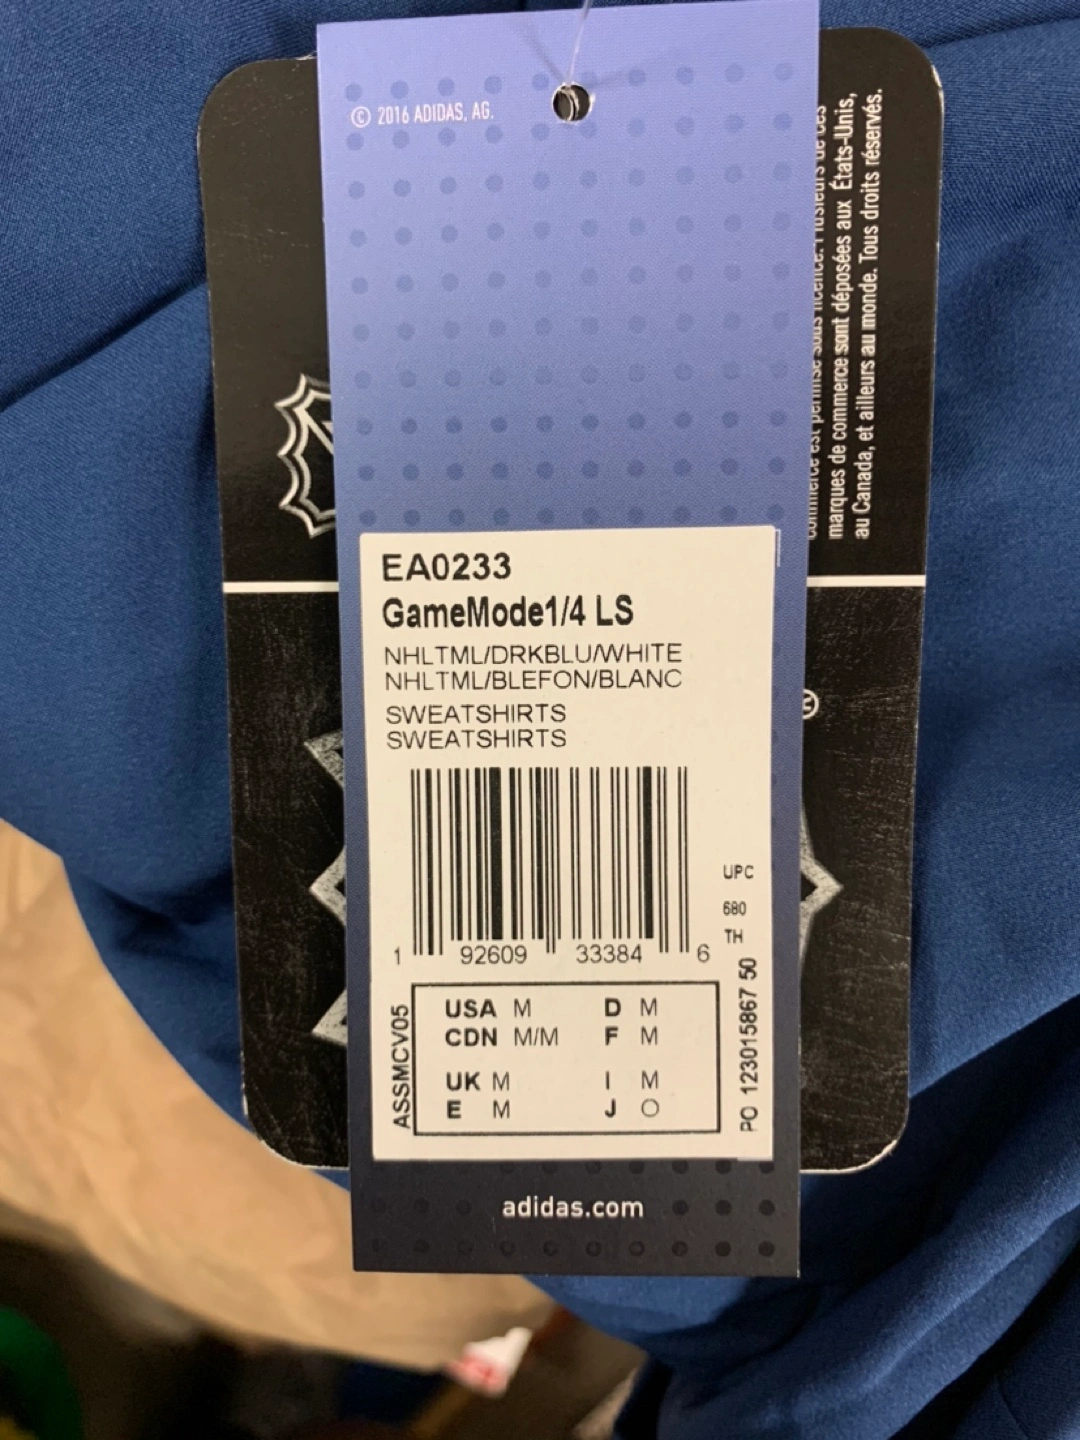 © 2016 ADIDAS, AG.
marques de commerce sont déposées aux États-Unis,
au Canada, et ailleurs au monde. Tous droits réservés.
EA0233
GameMode1/4 LS
NHLTML/DRKBLU/WHITE
NHLTML/BLEFON/BLANC
SWEATSHIRTS
SWEATSHIRTS
®
UPC
680
TH
1 92609 33384 6
PO 123015867 50
ASSMCV05
USA M D M
CDN M/M F M
UK M I M
E M J O
adidas.com